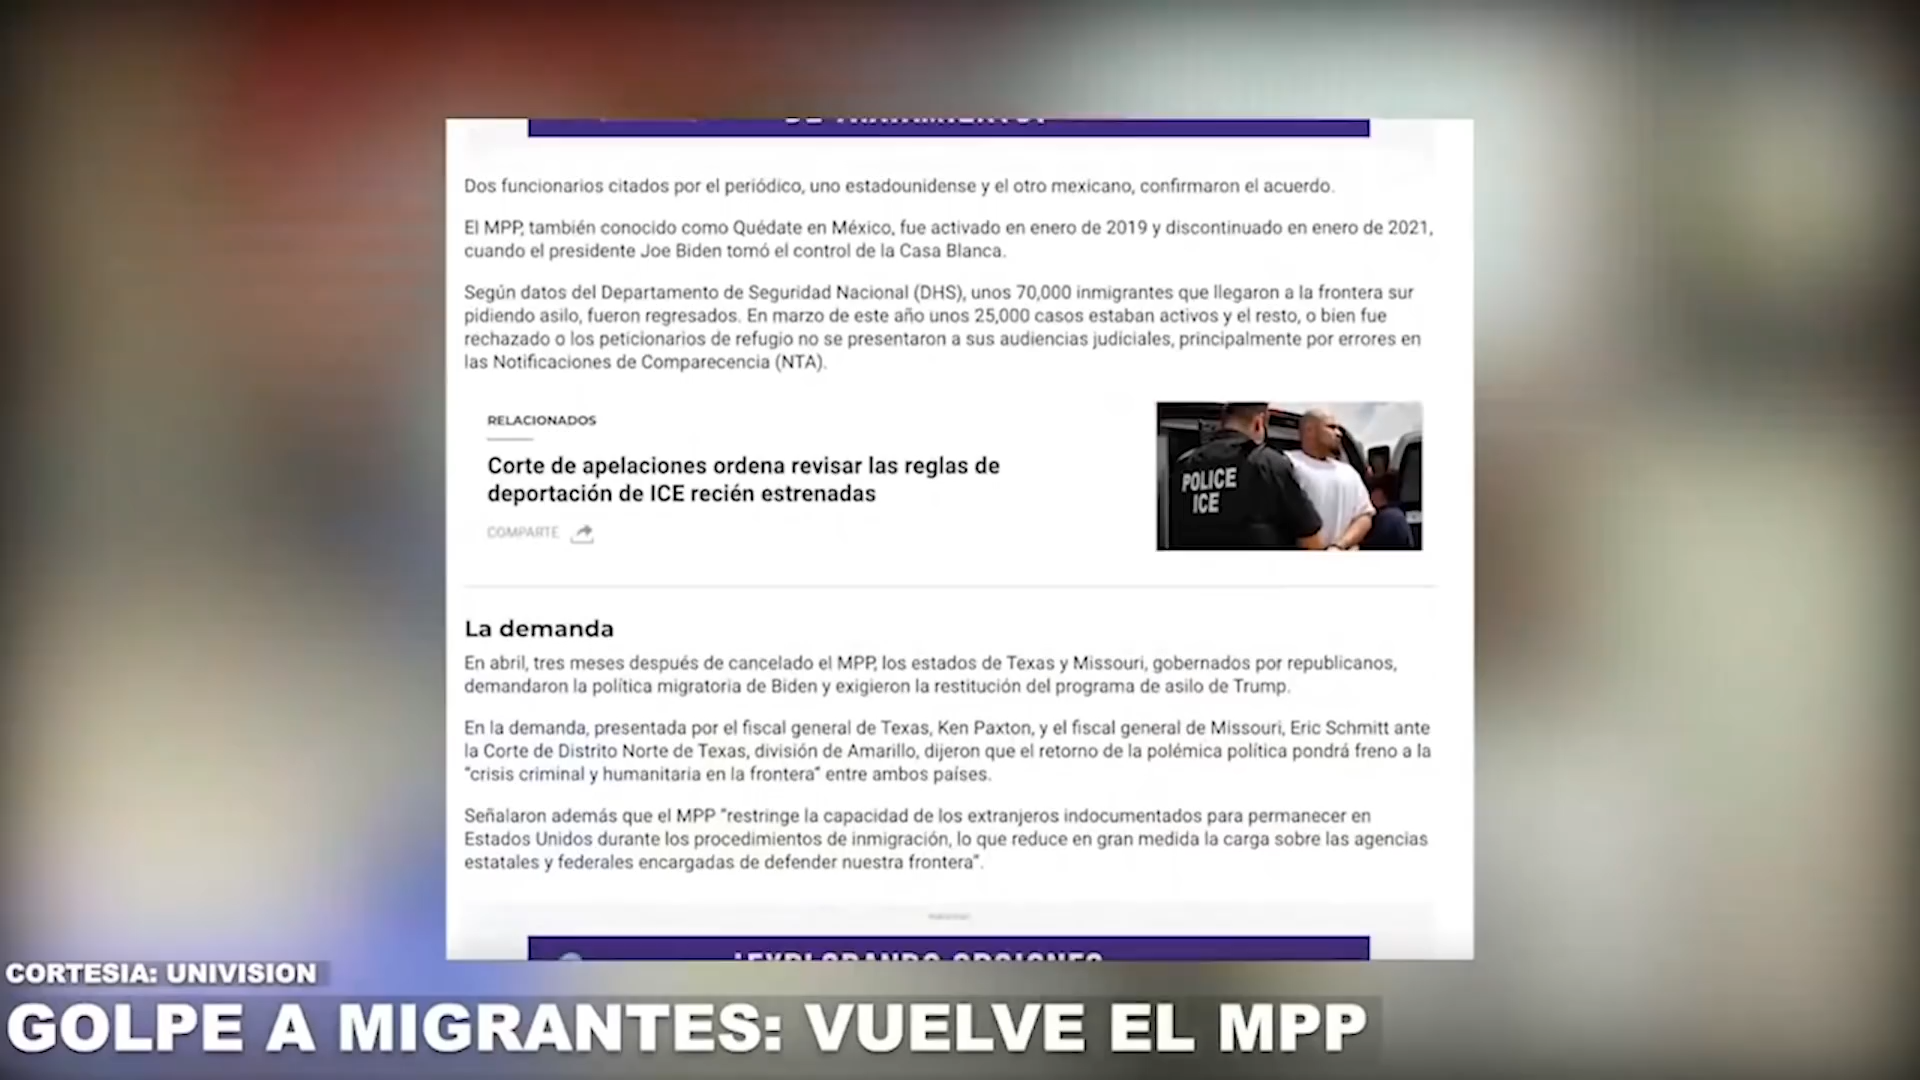 Dos funcionarios citados por el periódico, uno estadounidense y el otro mexicano, confirmaron el acuerdo.
El MPP, también conocido como Quédate en México, fue activado en enero de 2019 y discontinuado en enero de 2021,
cuando el presidente Joe Biden tomó el control de la Casa Blanca.
Según datos del Departamento de Seguridad Nacional (DHS), unos 70,000 inmigrantes que llegaron a la frontera sur
pidiendo asilo, fueron regresados. En marzo de este año unos 25,000 casos estaban activos y el resto, o bien fue
rechazado o los peticionarios de refugio no se presentaron a sus audiencias judiciales, principalmente por errores en
las Notificaciones de Comparecencia (NTA).
RELACIONADOS
Corte de apelaciones ordena revisar las reglas de
deportación de ICE recién estrenadas
COMPARTE
POLICE
ICE
La demanda
En abril, tres meses después de cancelado el MPP, los estados de Texas y Missouri, gobernados por republicanos,
demandaron la política migratoria de Biden y exigieron la restitución del programa de asilo de Trump.
En la demanda, presentada por el fiscal general de Texas, Ken Paxton, y el fiscal general de Missouri, Eric Schmitt ante
la Corte de Distrito Norte de Texas, división de Amarillo, dijeron que el retorno de la polémica política pondrá freno a la
“crisis criminal y humanitaria en la frontera” entre ambos países.
Señalaron además que el MPP “restringe la capacidad de los extranjeros indocumentados para permanecer en
Estados Unidos durante los procedimientos de inmigración, lo que reduce en gran medida la carga sobre las agencias
estatales y federales encargadas de defender nuestra frontera”.
¡EXPLORANDO OPCIONES
CORTESIA: UNIVISION
GOLPE A MIGRANTES: VUELVE EL MPP